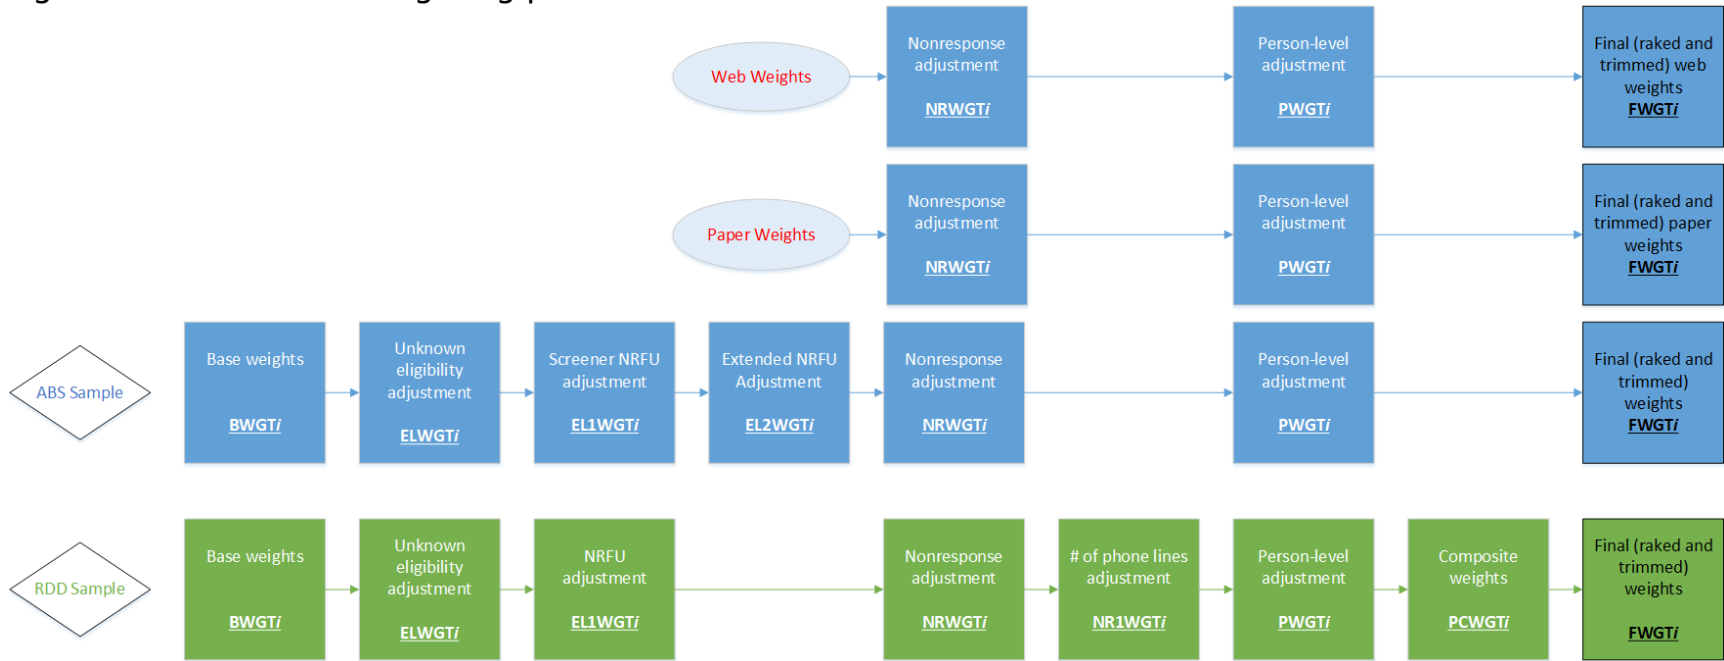 Web Weights
Nonresponse
adjustment
NRWGTi
Person-level
adjustment
PWGTi
Final (raked and
trimmed) web
weights
FWGTi
Paper Weights
Nonresponse
adjustment
NRWGTi
Person-level
adjustment
PWGTi
Final (raked and
trimmed) paper
weights
FWGTi
ABS Sample
Base weights
BWGTi
Unknown
eligibility
adjustment
ELWGTi
Screener NRFU
adjustment
EL1WGTi
Extended NRFU
Adjustment
EL2WGTi
Nonresponse
adjustment
NRWGTi
Person-level
adjustment
PWGTi
Final (raked and
trimmed)
weights
FWGTi
RDD Sample
Base weights
BWGTi
Unknown
eligibility
adjustment
ELWGTi
NRFU
adjustment
EL1WGTi
Nonresponse
adjustment
NRWGTi
# of phone lines
adjustment
NR1WGTi
Person-level
adjustment
PWGTi
Composite
weights
PCWGTi
Final (raked and
trimmed)
weights
FWGTi